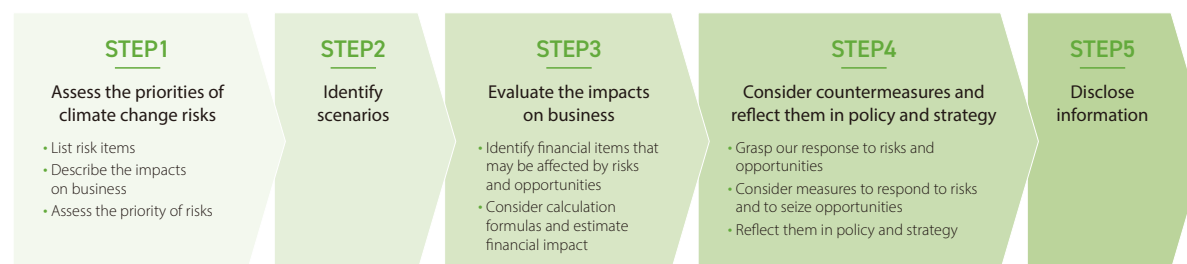 STEP1
Assess the priorities of
climate change risks
• List risk items
• Describe the impacts
on business
• Assess the priority of risks
STEP2
Identify
scenarios
STEP3
Evaluate the impacts
on business
• Identify financial items that
may be affected by risks
and opportunities
• Consider calculation
formulas and estimate
financial impact
STEP4
Consider countermeasures and
reflect them in policy and strategy
• Grasp our response to risks and
opportunities
• Consider measures to respond to risks
and to seize opportunities
• Reflect them in policy and strategy
STEP5
Disclose
information